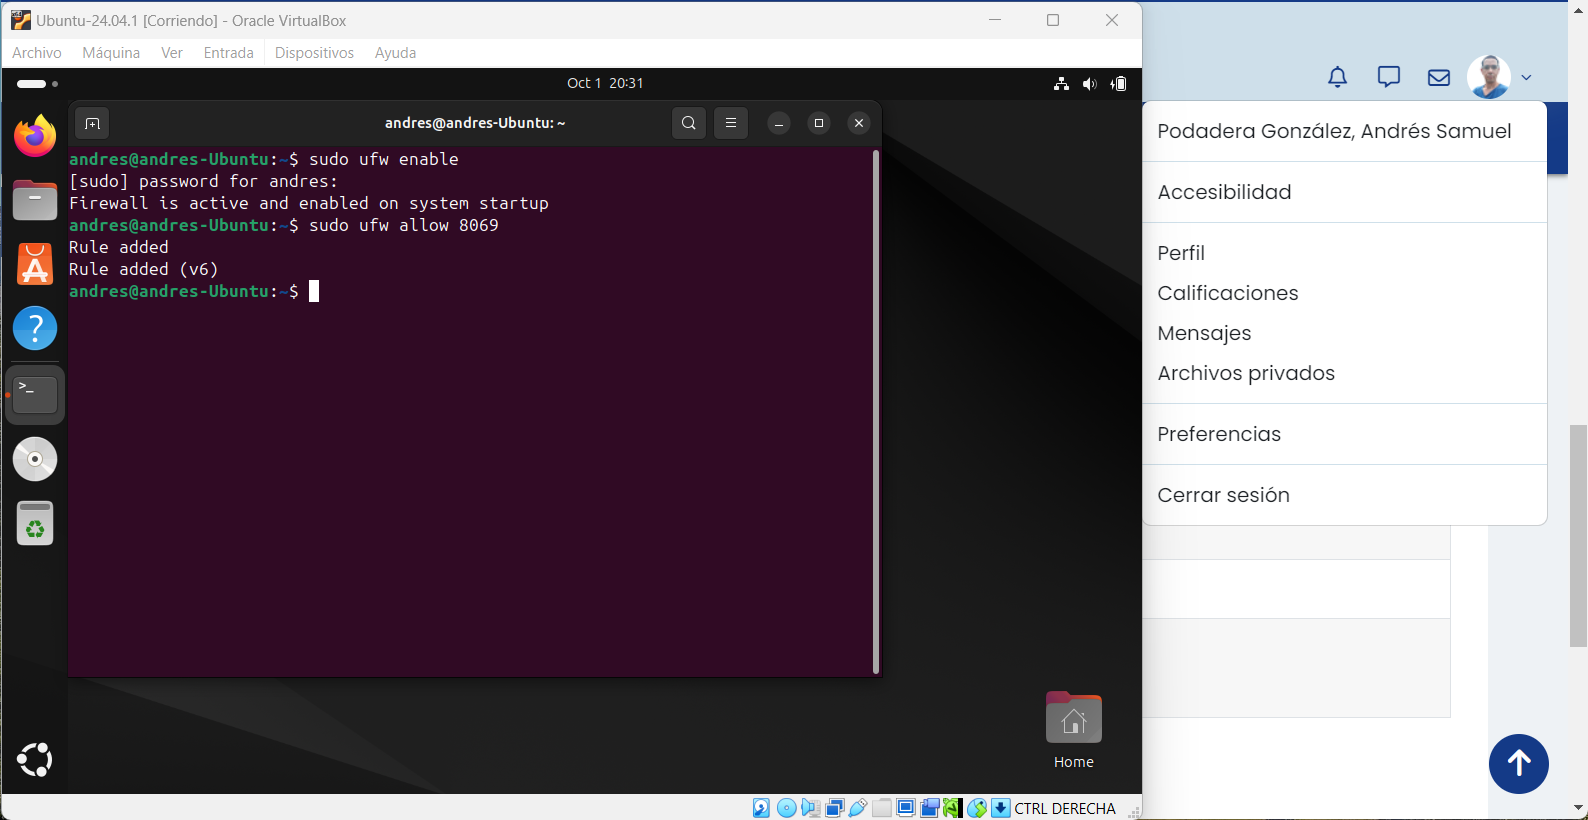 Ubuntu-24.04.1 [Corriendo] - Oracle VirtualBox
Archivo Máquina Ver Entrada Dispositivos Ayuda
Oct 1 20:31
andres@andres-Ubuntu: ~
andres@andres-Ubuntu:~$ sudo ufw enable
[sudo] password for andres:
Firewall is active and enabled on system startup
andres@andres-Ubuntu:~$ sudo ufw allow 8069
Rule added
Rule added (v6)
andres@andres-Ubuntu:~$
Home
CTRL DERECHA
Podadera González, Andrés Samuel
Accesibilidad
Perfil
Calificaciones
Mensajes
Archivos privados
Preferencias
Cerrar sesión